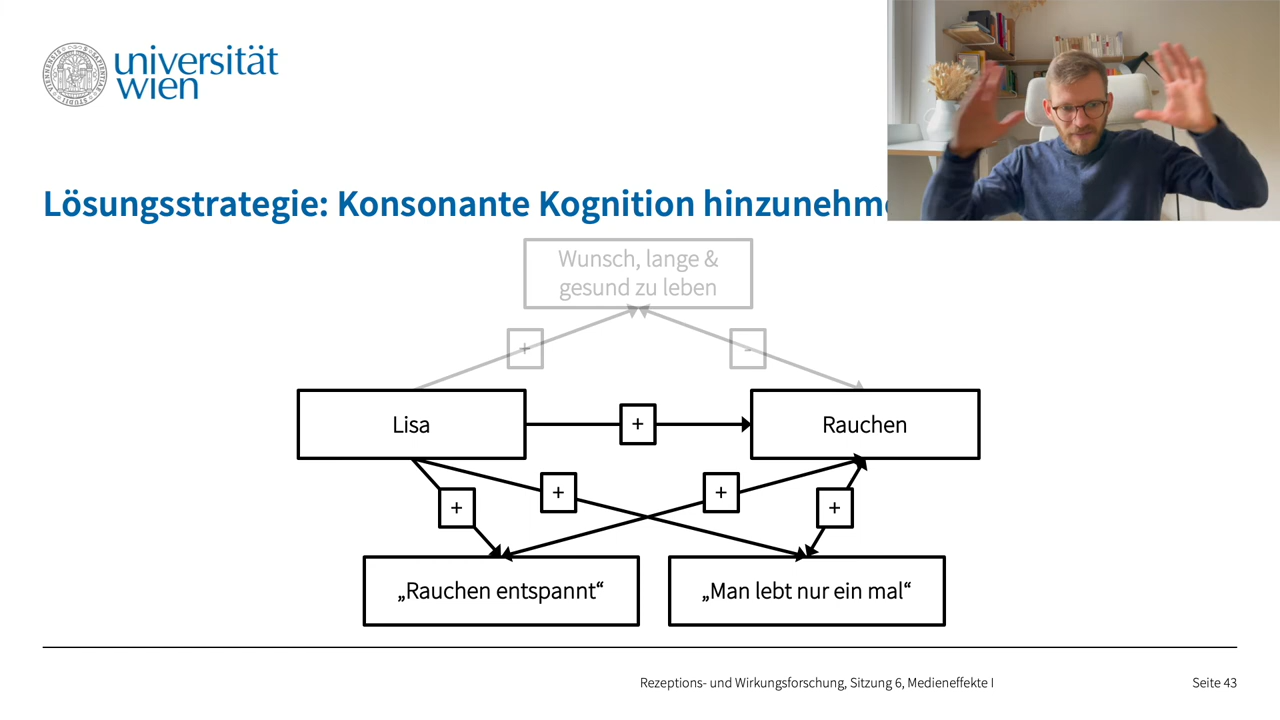 universität
wien
Lösungsstrategie: Konsonante Kognition
Wunsch, lange &
gesund zu leben
+
-
Lisa
+
Rauchen
+
+
+
+
„Rauchen entspannt“
„Man lebt nur ein mal“
Rezeptions- und Wirkungsforschung, Sitzung 6, Medieneffekte I
Seite 43